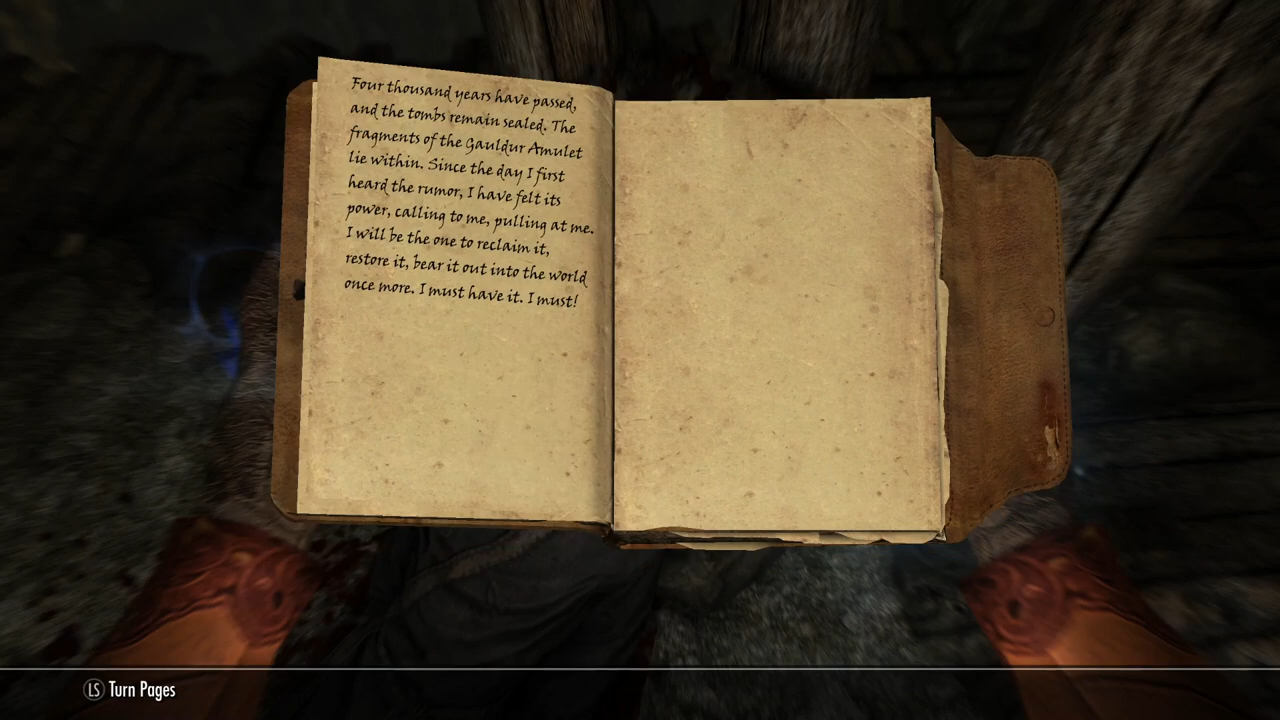 Four thousand years have passed,
and the tombs remain sealed. The
fragments of the Gauldur Amulet
lie within. Since the day I first
heard the rumor, I have felt its
power, calling to me, pulling at me.
I will be the one to reclaim it,
restore it, bear it out into the world
once more. I must have it. I must!
LS Turn Pages